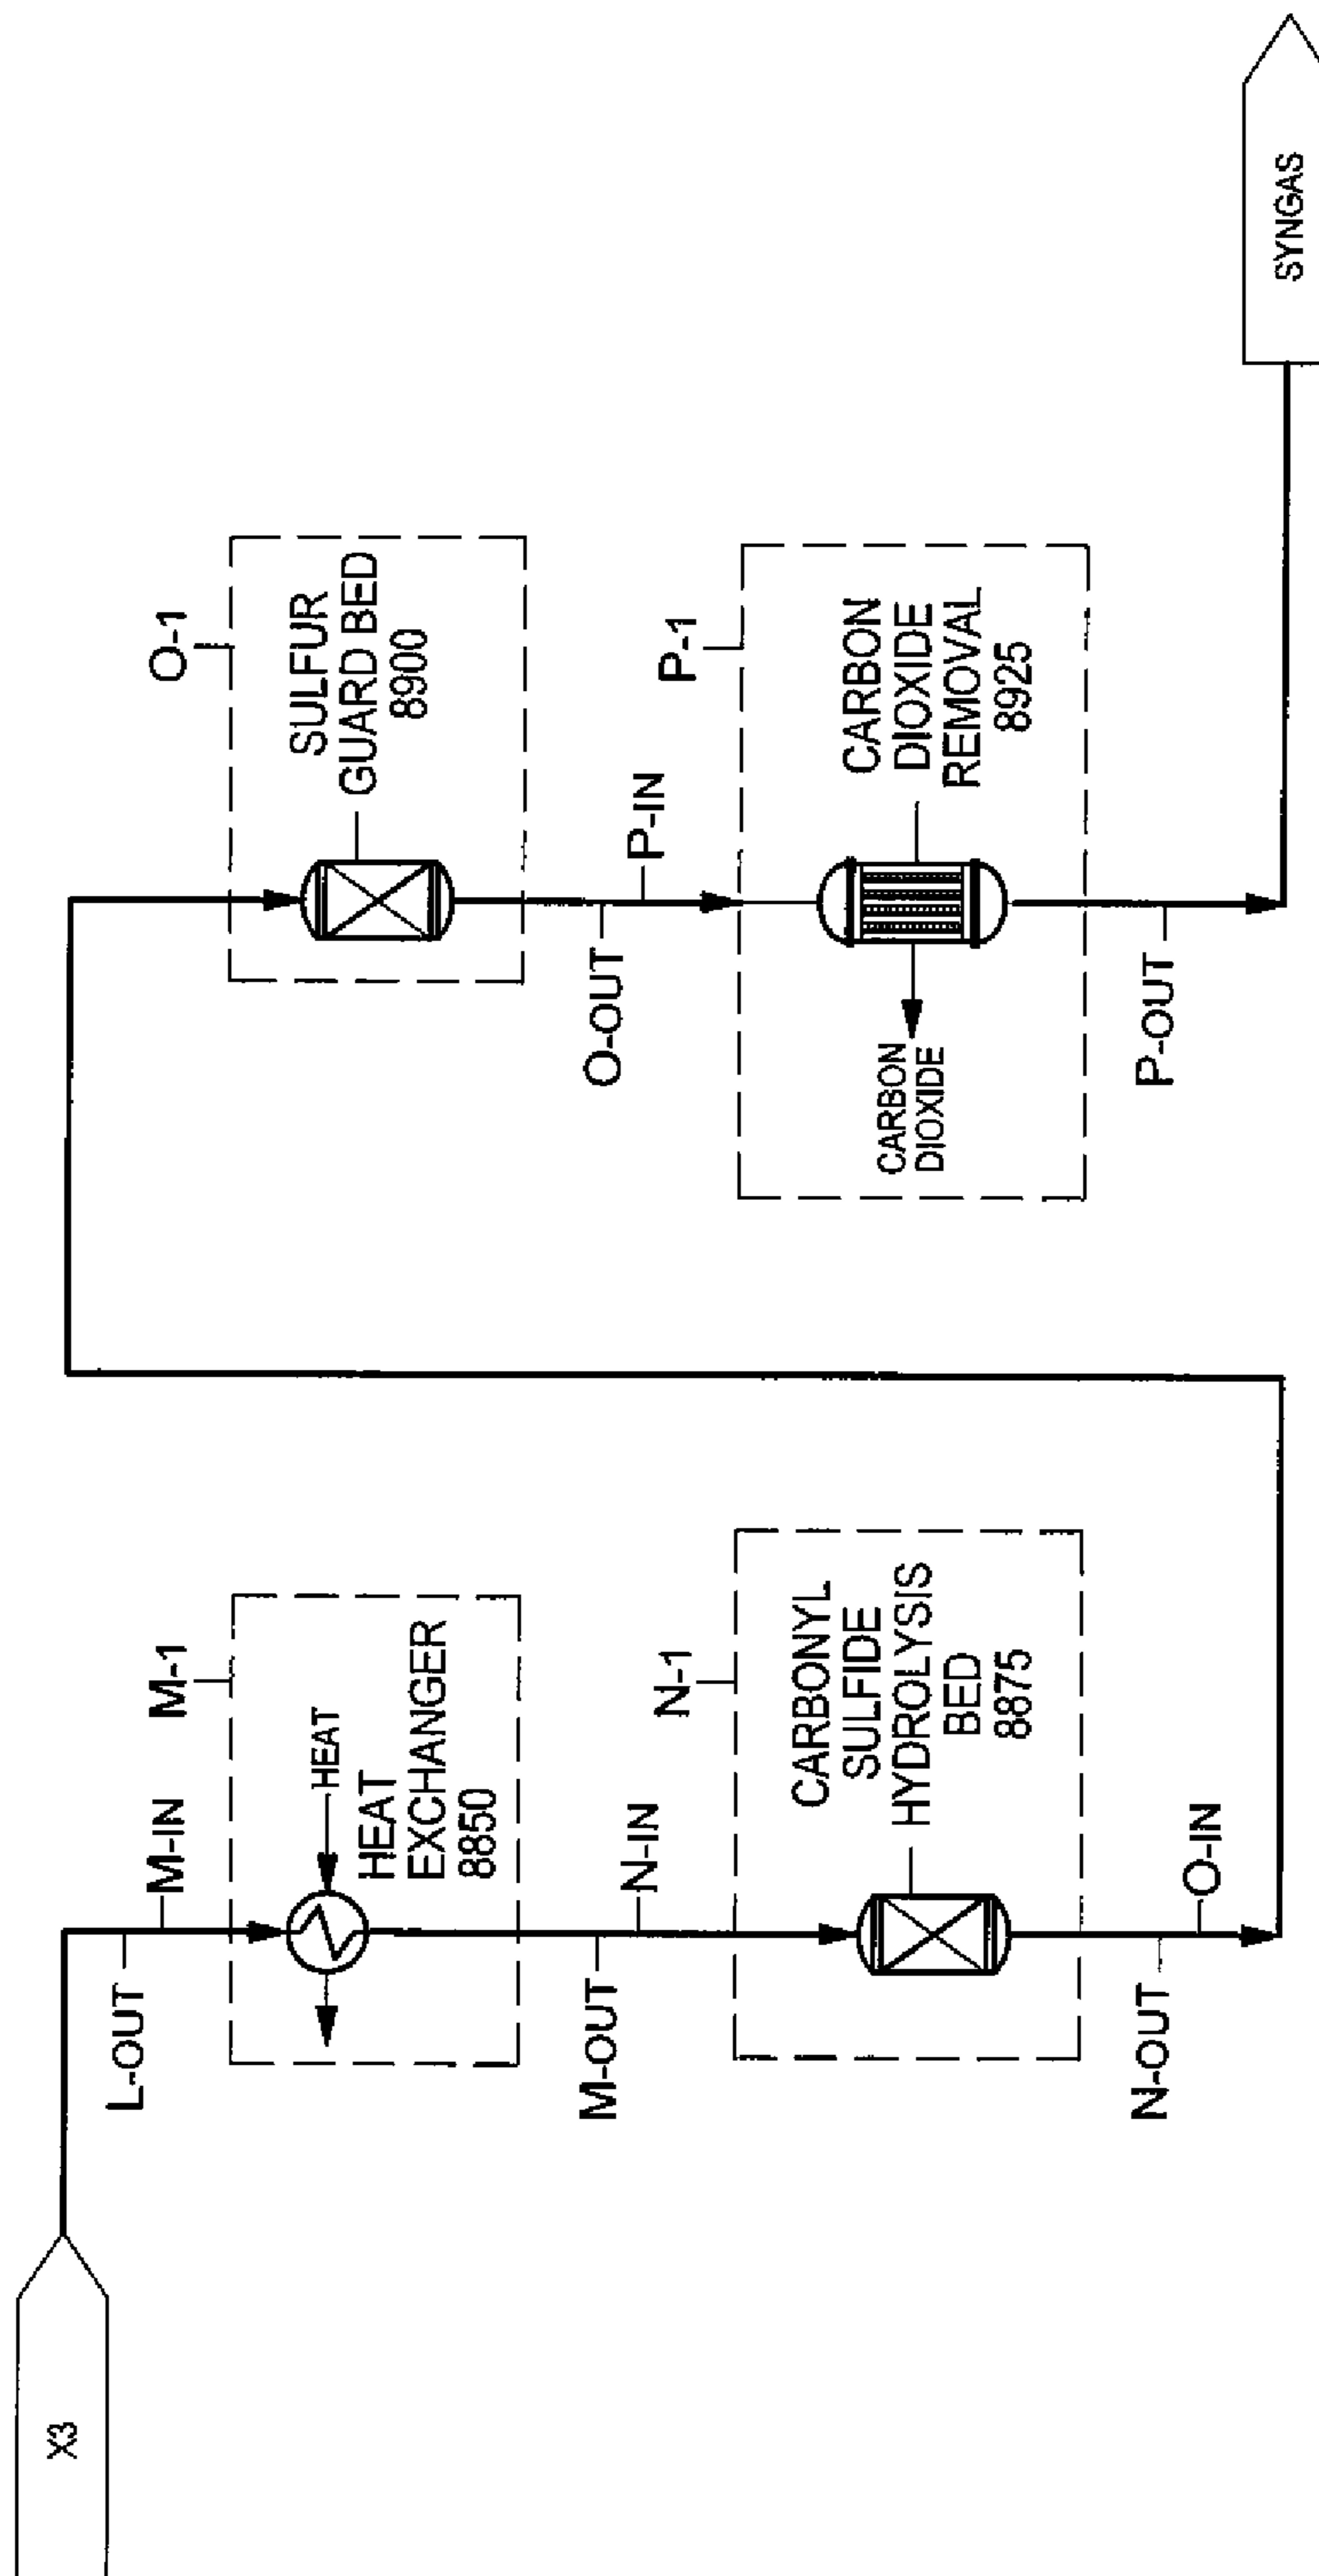 X3
L-OUT
M-IN
M-1
HEAT
HEAT
EXCHANGER
8850
M-OUT
N-IN
N-1
CARBONYL
SULFIDE
HYDROLYSIS
BED
8875
N-OUT
O-IN
O-1
SULFUR
GUARD BED
8900
O-OUT
P-IN
P-1
CARBON
DIOXIDE
REMOVAL
8925
CARBON
DIOXIDE
P-OUT
SYNGAS